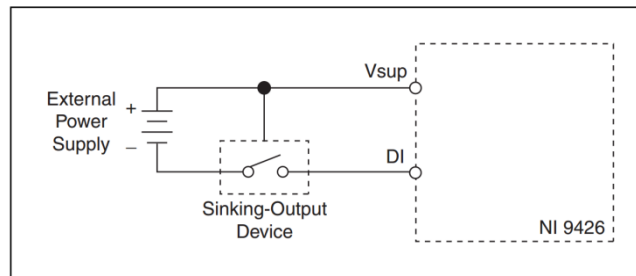 Vsup
External
Power
Supply
+
–
DI
Sinking-Output
Device
NI 9426